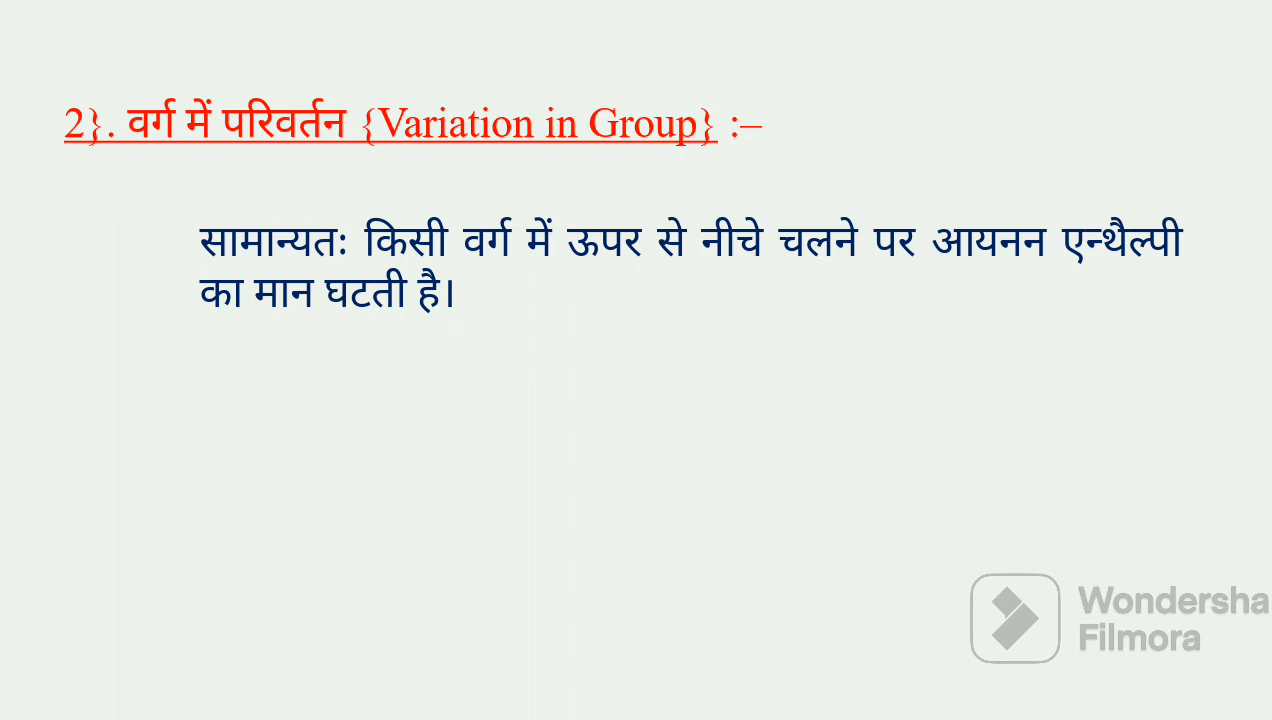 2}. वर्ग में परिवर्तन {Variation in Group} :–
सामान्यतः किसी वर्ग में ऊपर से नीचे चलने पर आयनन एन्थैल्पी
का मान घटती है।
Wondersha
Filmora